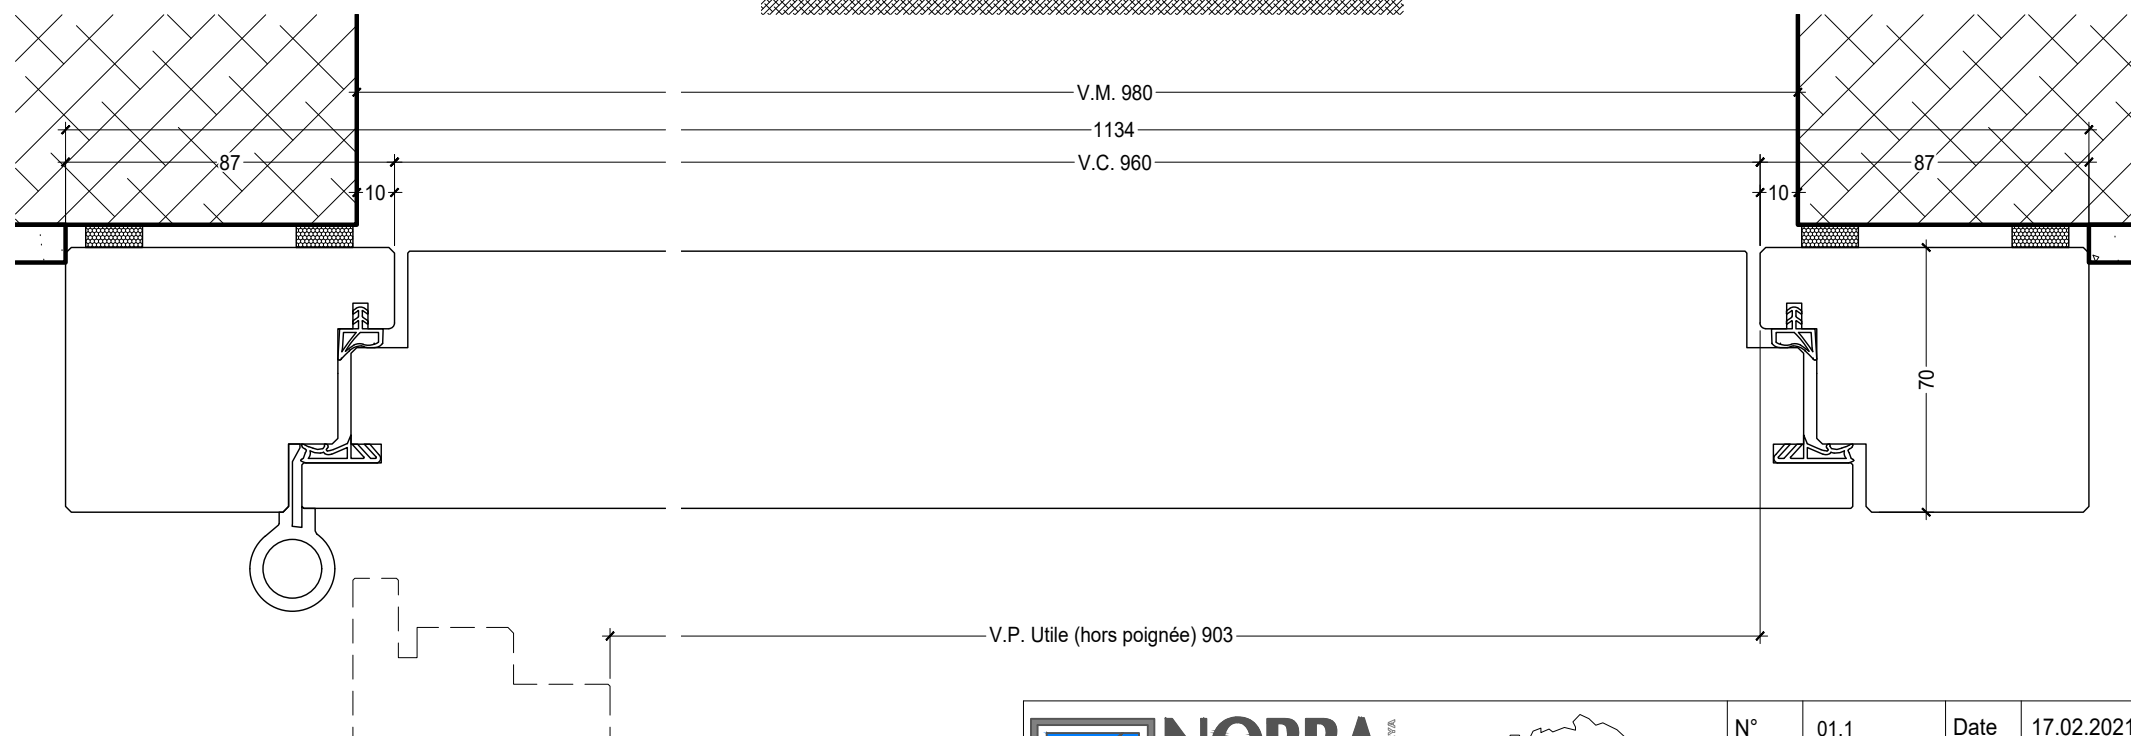 V.M. 980
1134
87 V.C. 960 87
10 10
70
V.P. Utile (hors poignée) 903
N° 01.1 Date 17.02.2021